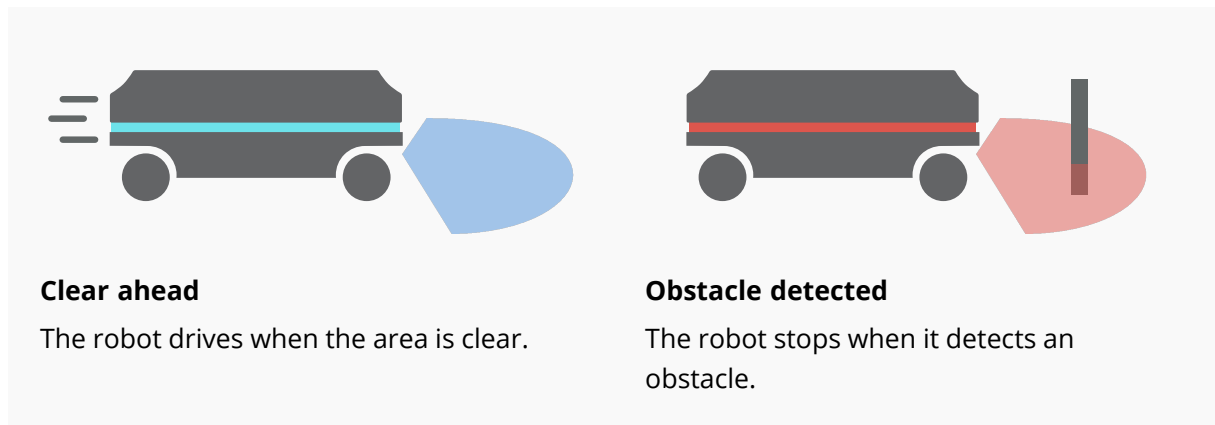 Clear ahead
The robot drives when the area is clear.
Obstacle detected
The robot stops when it detects an
obstacle.